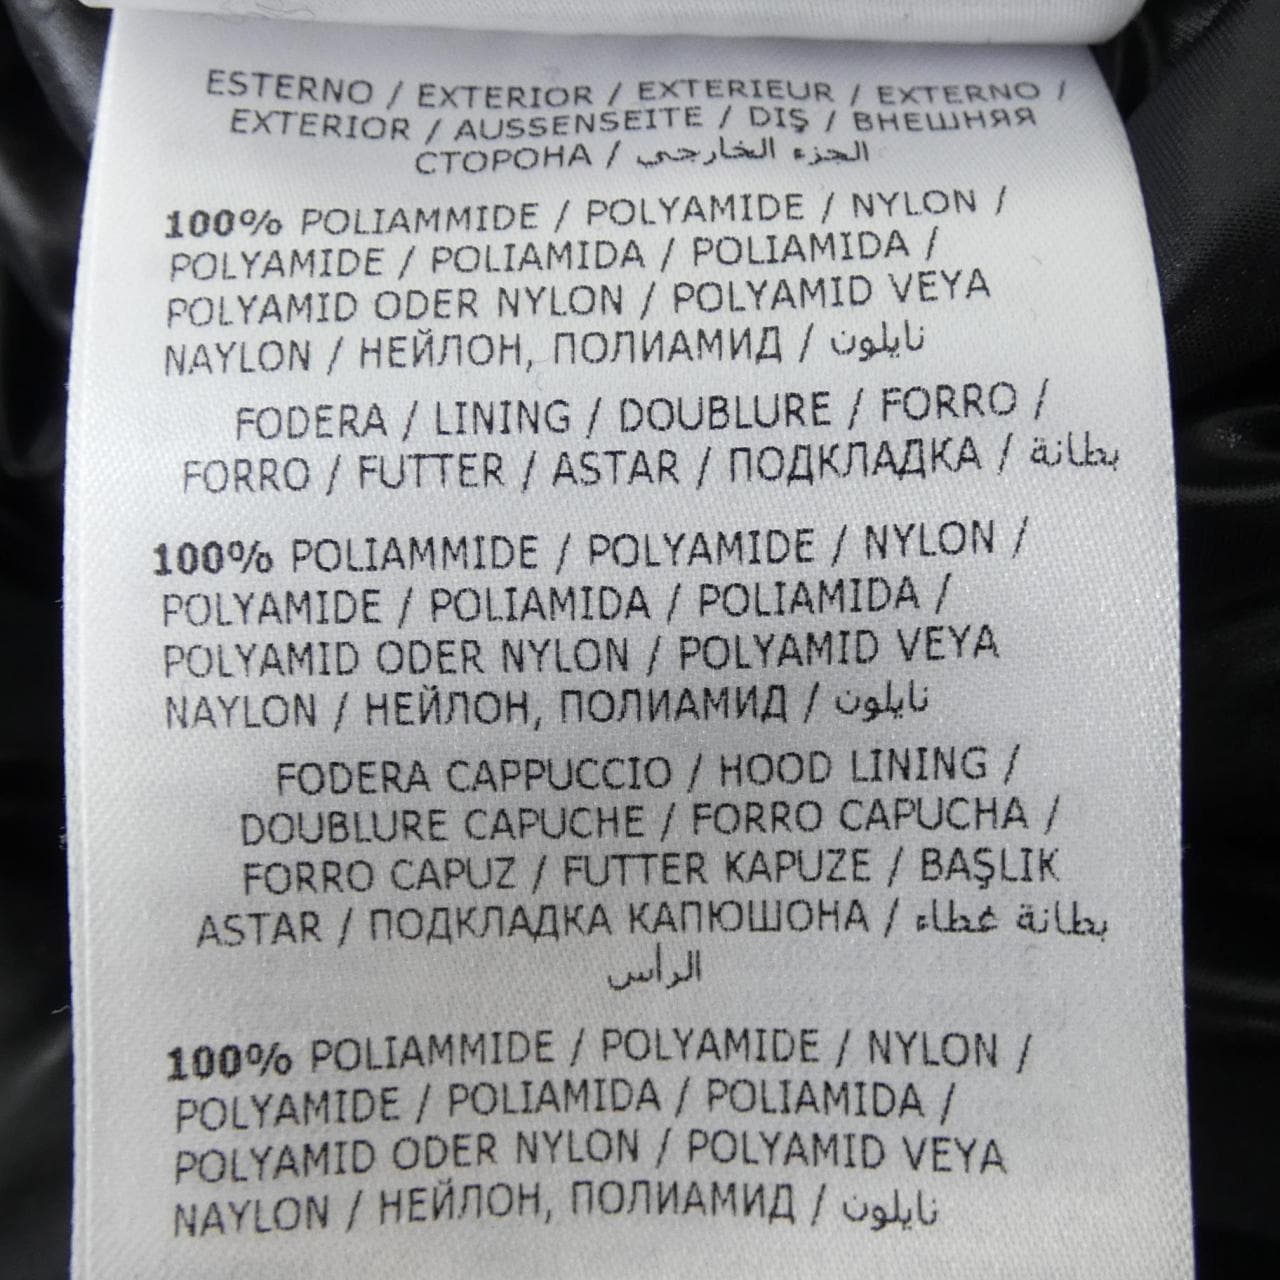 ESTERNO / EXTERIOR / EXTERIEUR / EXTERNO /
EXTERIOR / AUSSENSEITE / DIŞ / ВНЕШНЯЯ
СТОРОНА / الجزء الخارجي
100% POLIAMMIDE / POLYAMIDE / NYLON /
POLYAMIDE / POLIAMIDA / POLIAMIDA /
POLYAMID ODER NYLON / POLYAMID VEYA
NAYLON / НЕЙЛОН, ПОЛИАМИД / نايلون
FODERA / LINING / DOUBLURE / FORRO /
FORRO / FUTTER / ASTAR / ПОДКЛАДКА / بطانة
100% POLIAMMIDE / POLYAMIDE / NYLON /
POLYAMIDE / POLIAMIDA / POLIAMIDA /
POLYAMID ODER NYLON / POLYAMID VEYA
NAYLON / НЕЙЛОН, ПОЛИАМИД / نايلون
FODERA CAPPUCCIO / HOOD LINING /
DOUBLURE CAPUCHE / FORRO CAPUCHA /
FORRO CAPUZ / FUTTER KAPUZE / BAŞLIK
ASTAR / ПОДКЛАДКА КАПЮШОНА / بطانة غطاء
الرأس
100% POLIAMMIDE / POLYAMIDE / NYLON /
POLYAMIDE / POLIAMIDA / POLIAMIDA /
POLYAMID ODER NYLON / POLYAMID VEYA
NAYLON / НЕЙЛОН, ПОЛИАМИД / نايلون